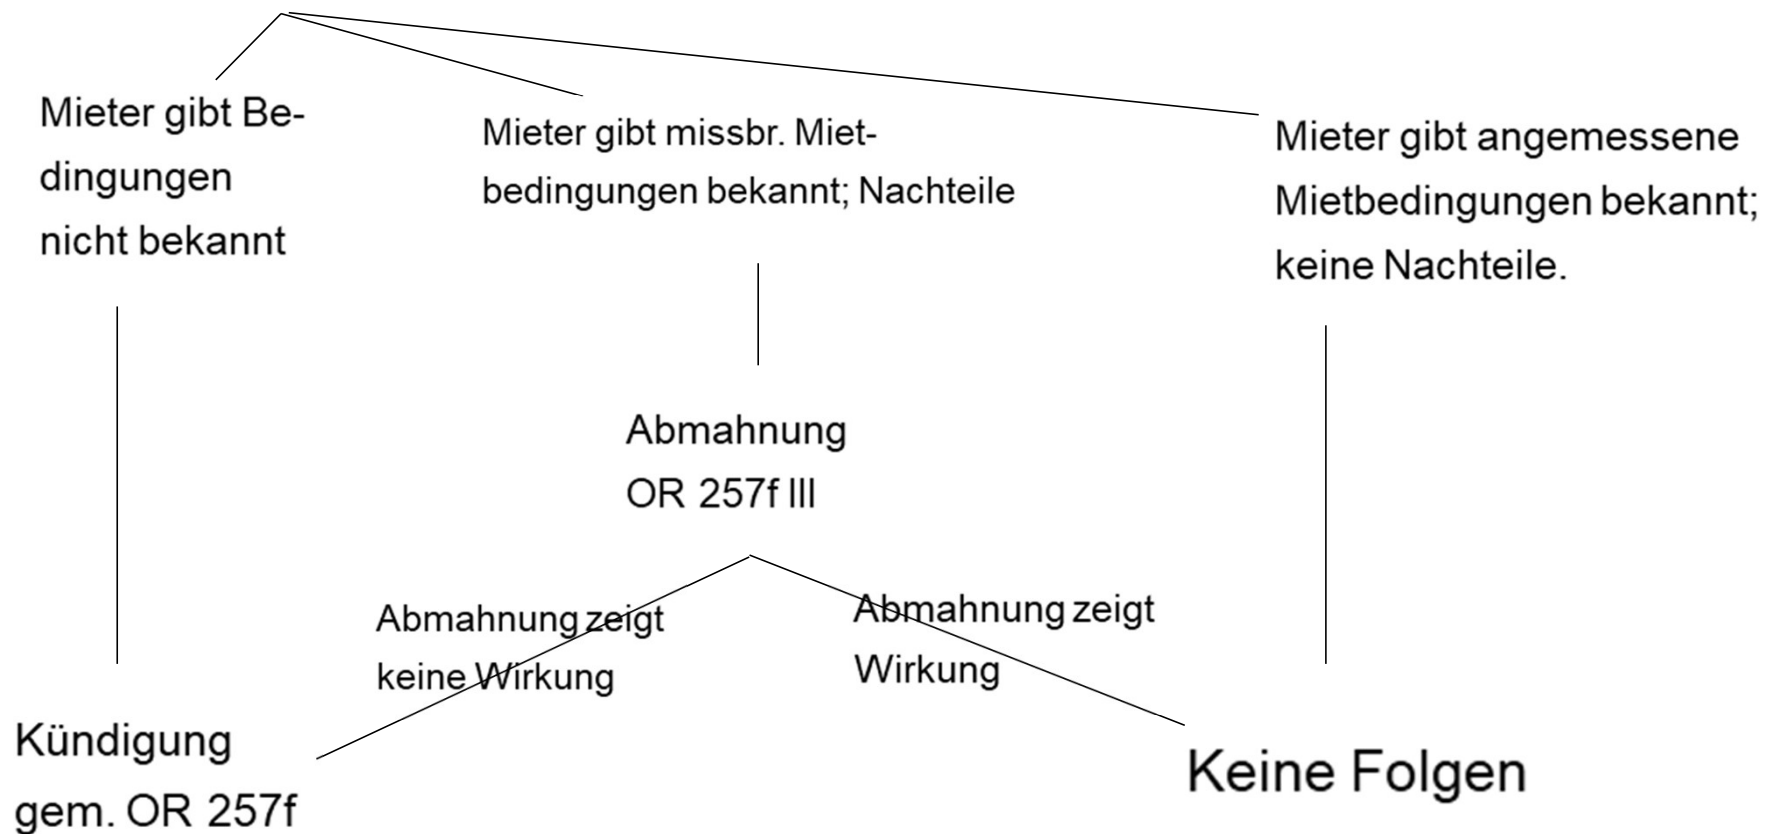 Mieter gibt Be-
dingungen
nicht bekannt
Mieter gibt missbr. Miet-
bedingungen bekannt; Nachteile
Mieter gibt angemessene
Mietbedingungen bekannt;
keine Nachteile.
Abmahnung
OR 257f III
Abmahnung zeigt
keine Wirkung
Abmahnung zeigt
Wirkung
Kündigung
gem. OR 257f
Keine Folgen